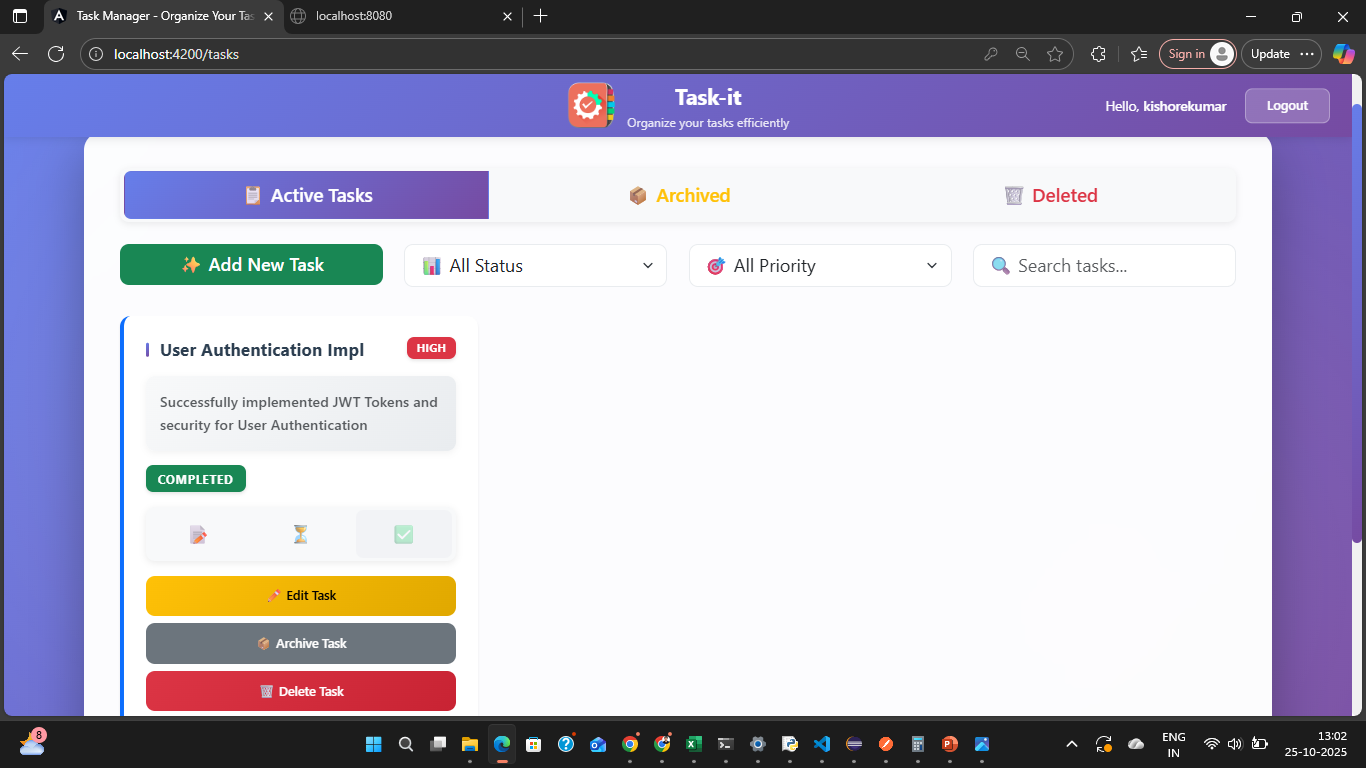 Task Manager - Organize Your Tas
localhost:8080
localhost:4200/tasks
Sign in
Update
Task-it
Organize your tasks efficiently
Hello, kishorekumar
Logout
Active Tasks
Archived
Deleted
Add New Task
All Status
All Priority
Search tasks...
User Authentication Impl
HIGH
Successfully implemented JWT Tokens and
security for User Authentication
COMPLETED
Edit Task
Archive Task
Delete Task
8
ENG
IN
13:02
25-10-2025